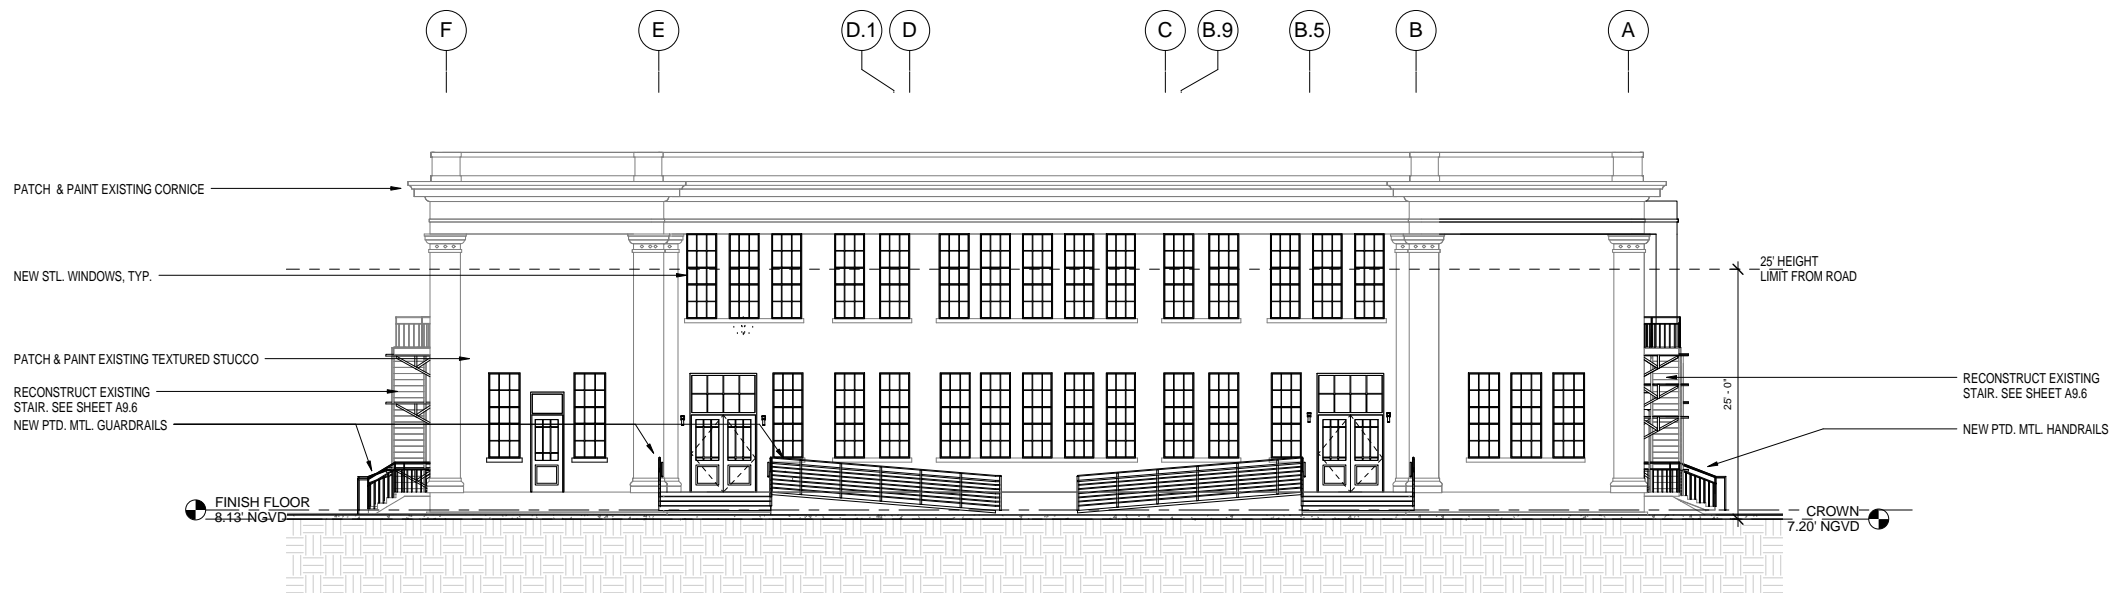 F
E
D.1
D
C
B.9
B.5
B
A
PATCH & PAINT EXISTING CORNICE
NEW STL. WINDOWS, TYP.
25' HEIGHT
LIMIT FROM ROAD
PATCH & PAINT EXISTING TEXTURED STUCCO
RECONSTRUCT EXISTING
STAIR. SEE SHEET A9.6
NEW PTD. MTL. GUARDRAILS
25' - 0"
RECONSTRUCT EXISTING
STAIR. SEE SHEET A9.6
NEW PTD. MTL. HANDRAILS
FINISH FLOOR
8.13' NGVD
CROWN
7.20' NGVD